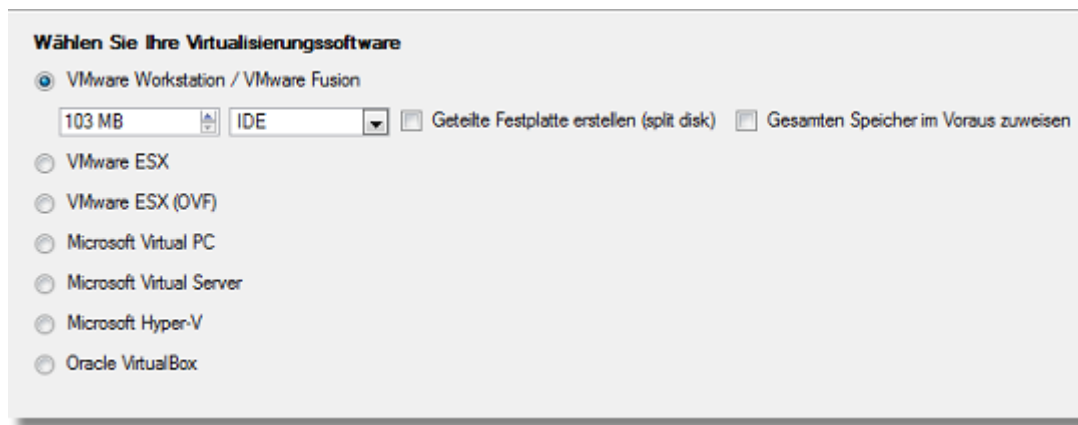 Wählen Sie Ihre Virtualisierungssoftware
VMware Workstation / VMware Fusion
103 MB IDE Geteilte Festplatte erstellen (split disk) Gesamten Speicher im Voraus zuweisen
VMware ESX
VMware ESX (OVF)
Microsoft Virtual PC
Microsoft Virtual Server
Microsoft Hyper-V
Oracle VirtualBox